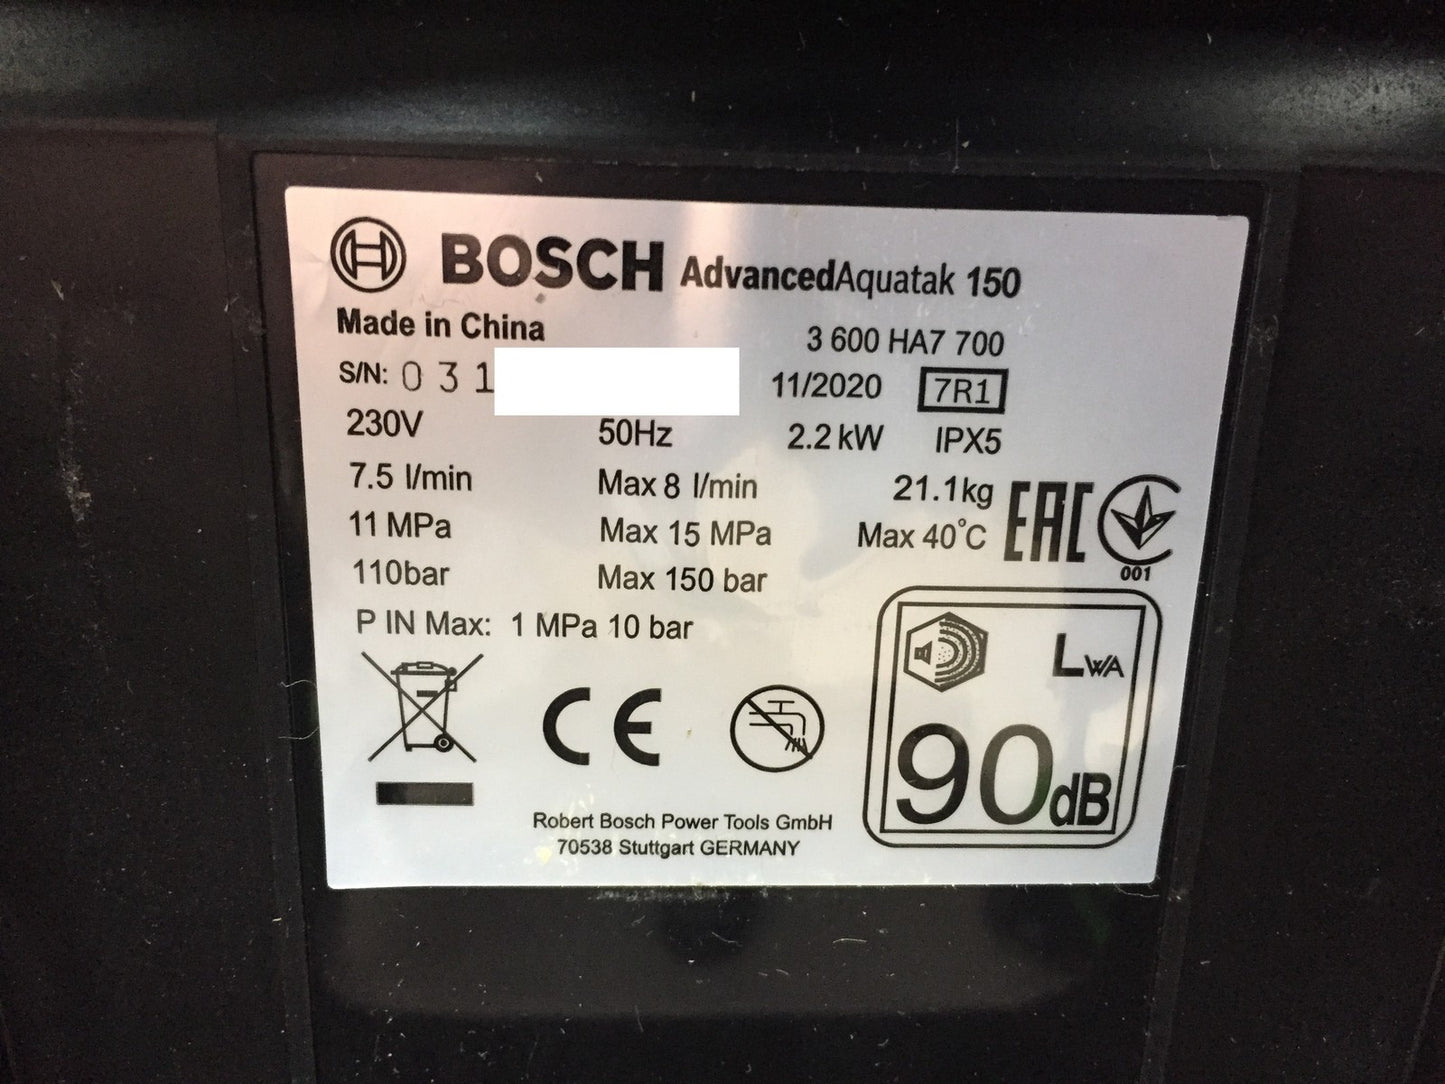 BOSCH AdvancedAquatak 150
Made in China
3 600 HA7 700
S/N: 031
11/2020 7R1
230V 50Hz 2.2 kW IPX5
7.5 l/min Max 8 l/min 21.1kg
11 MPa Max 15 MPa Max 40°C
110bar Max 150 bar
EAC
001
P IN Max: 1 MPa 10 bar
CE
LWA
90dB
Robert Bosch Power Tools GmbH
70538 Stuttgart GERMANY